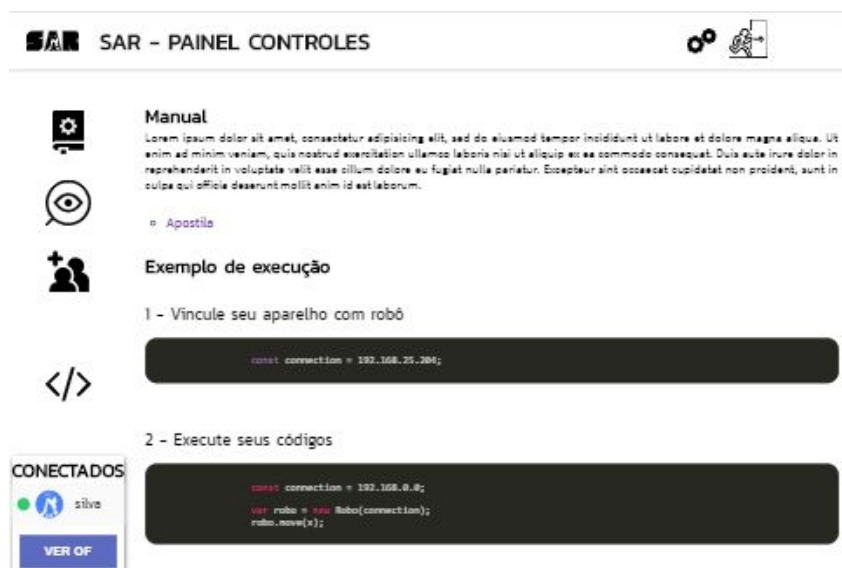 SAR SAR - PAINEL CONTROLES
Manual
Lorem ipsum dolor sit amet, consectetur adipisicing elit, sed do eiusmod tempor incididunt ut labore et dolore magna aliqua. Ut
enim ad minim veniam, quis nostrud exercitation ullamco laboris nisi ut aliquip ex ea commodo consequat. Duis aute irure dolor in
reprehenderit in voluptate velit esse cillum dolore eu fugiat nulla pariatur. Excepteur sint occaecat cupidatat non proident, sunt in
culpa qui officia deserunt mollit anim id est laborum.
Apostila
Exemplo de execução
1 - Vincule seu aparelho com robô
const connection = 192.168.25.204;
</>
2 - Execute seus códigos
const connection = 192.168.0.0;
var robo = new Robo(connection);
robo.move(x);
CONECTADOS
silva
VER OF